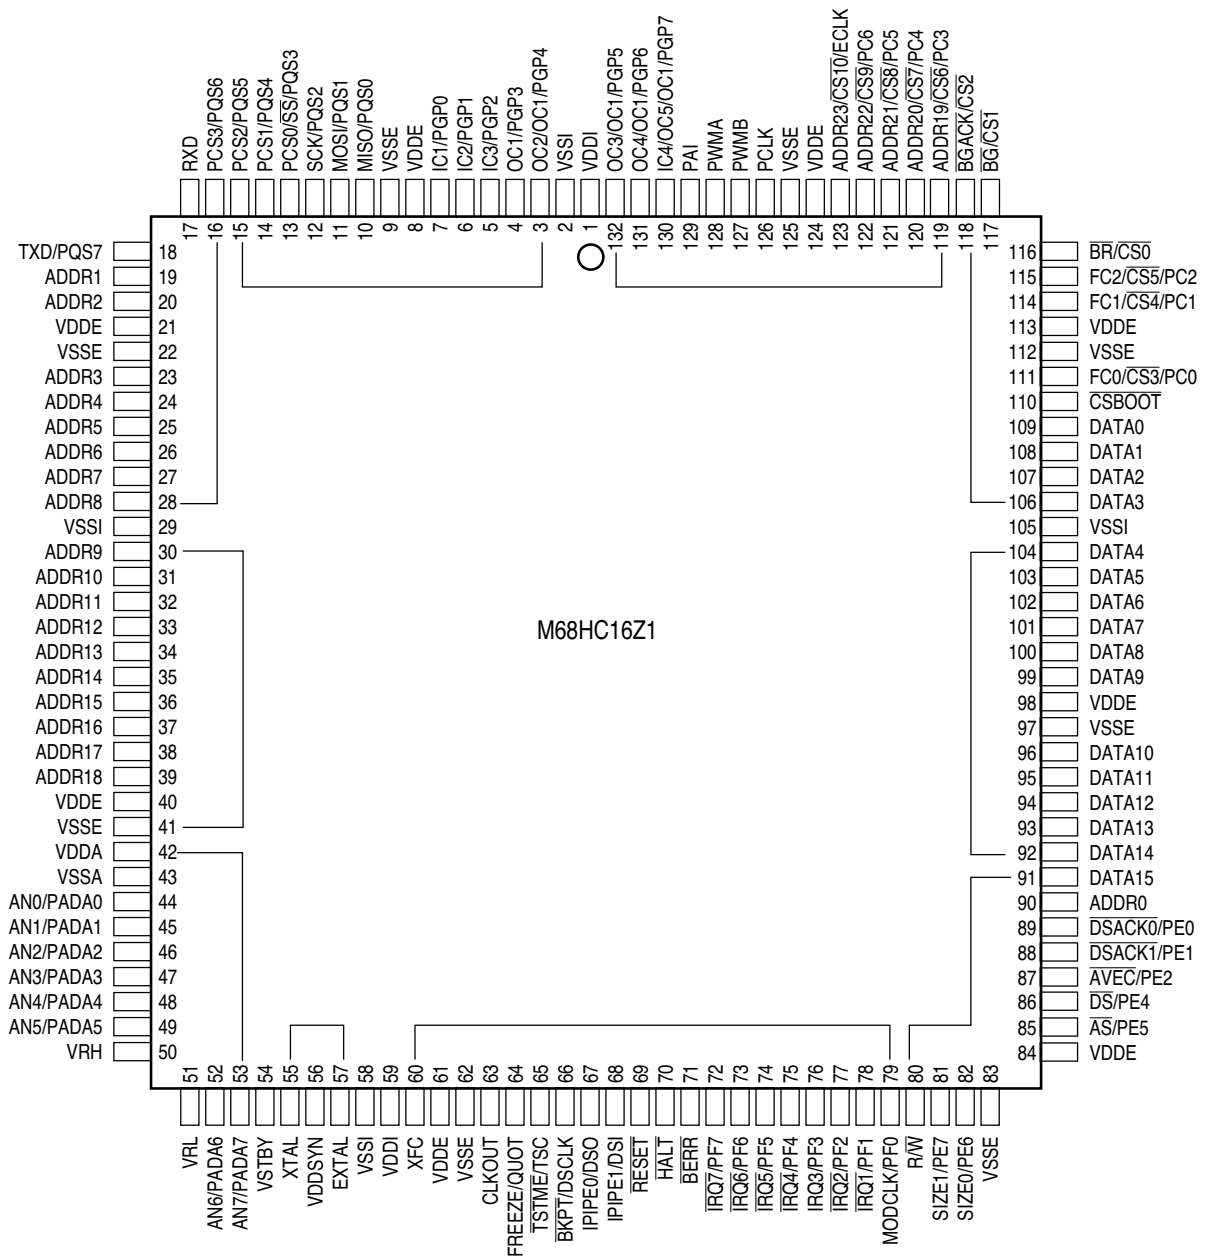 RXD
PCS3/PQS6
PCS2/PQS5
PCS1/PQS4
PCS0/SS/PQS3
SCK/PQS2
MOSI/PQS1
MISO/PQS0
VSSE
VDDE
IC1/PGP0
IC2/PGP1
IC3/PGP2
OC1/PGP3
OC2/OC1/PGP4
VSSI
VDDI
OC3/OC1/PGP5
OC4/OC1/PGP6
IC4/OC5/OC1/PGP7
PAI
PWMA
PWMB
PCLK
VSSE
VDDE
ADDR23/CS10/ECLK
ADDR22/CS9/PC6
ADDR21/CS8/PC5
ADDR20/CS7/PC4
ADDR19/CS6/PC3
BGACK/CS2
BG/CS1
17
16
15
14
13
12
11
10
9
8
7
6
5
4
3
2
1
132
131
130
129
128
127
126
125
124
123
122
121
120
119
118
117
TXD/PQS7 18
ADDR1 19
ADDR2 20
VDDE 21
VSSE 22
ADDR3 23
ADDR4 24
ADDR5 25
ADDR6 26
ADDR7 27
ADDR8 28
VSSI 29
ADDR9 30
ADDR10 31
ADDR11 32
ADDR12 33
ADDR13 34
ADDR14 35
ADDR15 36
ADDR16 37
ADDR17 38
ADDR18 39
VDDE 40
VSSE 41
VDDA 42
VSSA 43
AN0/PADA0 44
AN1/PADA1 45
AN2/PADA2 46
AN3/PADA3 47
AN4/PADA4 48
AN5/PADA5 49
VRH 50
M68HC16Z1
116 BR/CS0
115 FC2/CS5/PC2
114 FC1/CS4/PC1
113 VDDE
112 VSSE
111 FC0/CS3/PC0
110 CSBOOT
109 DATA0
108 DATA1
107 DATA2
106 DATA3
105 VSSI
104 DATA4
103 DATA5
102 DATA6
101 DATA7
100 DATA8
99 DATA9
98 VDDE
97 VSSE
96 DATA10
95 DATA11
94 DATA12
93 DATA13
92 DATA14
91 DATA15
90 ADDR0
89 DSACK0/PE0
88 DSACK1/PE1
87 AVEC/PE2
86 DS/PE4
85 AS/PE5
84 VDDE
51
52
53
54
55
56
57
58
59
60
61
62
63
64
65
66
67
68
69
70
71
72
73
74
75
76
77
78
79
80
81
82
83
VRL
AN6/PADA6
AN7/PADA7
VSTBY
XTAL
VDDSYN
EXTAL
VSSI
VDDI
XFC
VDDE
VSSE
CLKOUT
FREEZE/QUOT
TSTME/TSC
BKPT/DSCLK
IPIPE0/DSO
IPIPE1/DSI
RESET
HALT
BERR
IRQ7/PF7
IRQ6/PF6
IRQ5/PF5
IRQ4/PF4
IRQ3/PF3
IRQ2/PF2
IRQ1/PF1
MODCLK/PF0
R/W
SIZE1/PE7
SIZE0/PE6
VSSE